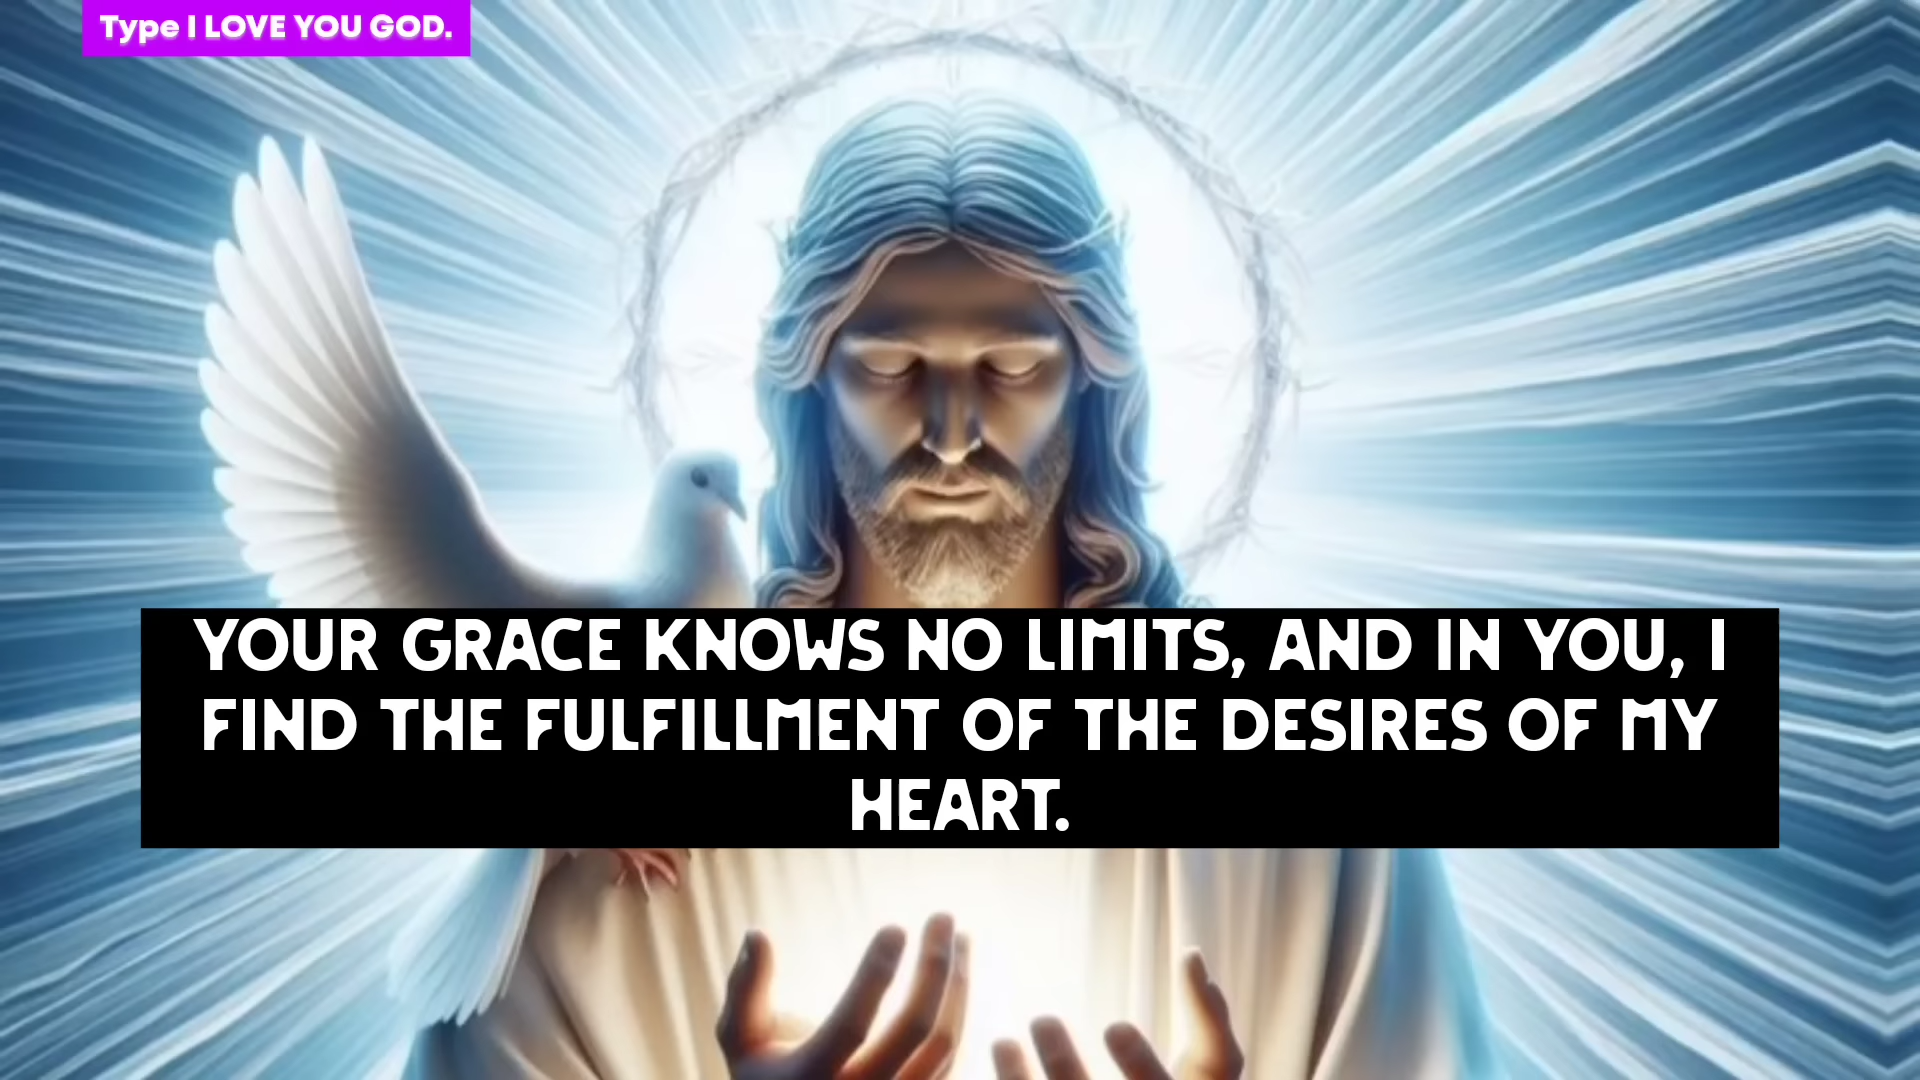 Type I LOVE YOU GOD.
YOUR GRACE KNOWS NO LIMITS, AND IN YOU, I
FIND THE FULFILLMENT OF THE DESIRES OF MY
HEART.